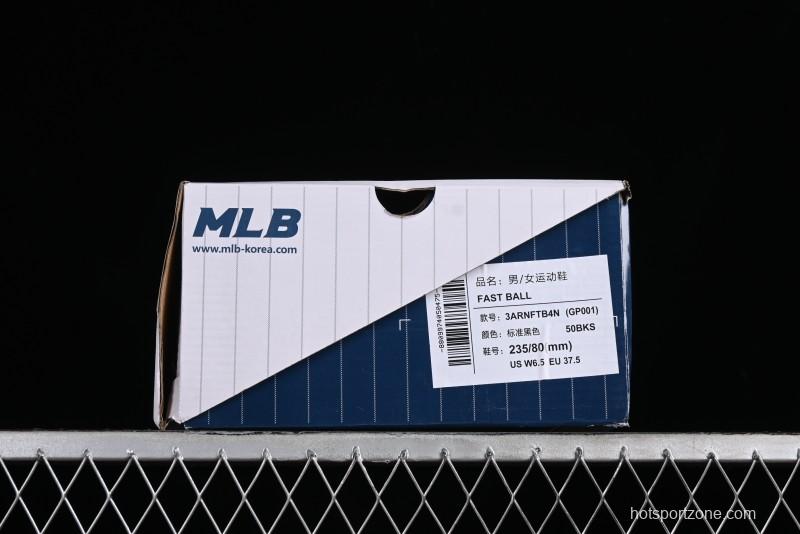 MLB
www.mlb-korea.com
品名：男/女运动鞋
FAST BALL
款号：3ARNFTB4N (GP001)
颜色：标准黑色 50BKS
鞋号：235/80(mm)
US W6.5 EU 37.5
hotsportzone.com